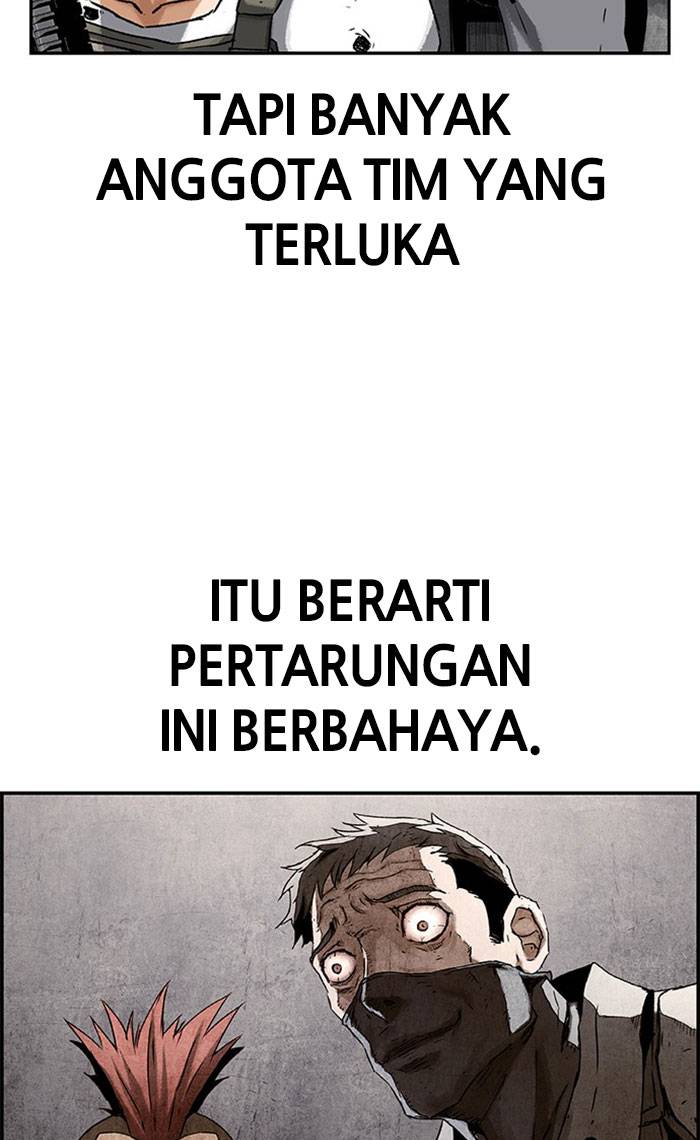 TAPI BANYAK
ANGGOTA TIM YANG
TERLUKA
ITU BERARTI
PERTARUNGAN
INI BERBAHAYA.